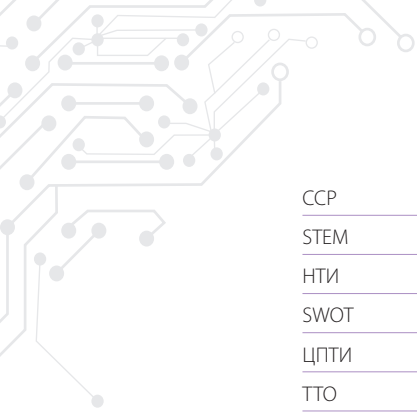 ССР
STEM
НТИ
SWOT
ЦПТИ
ТТО